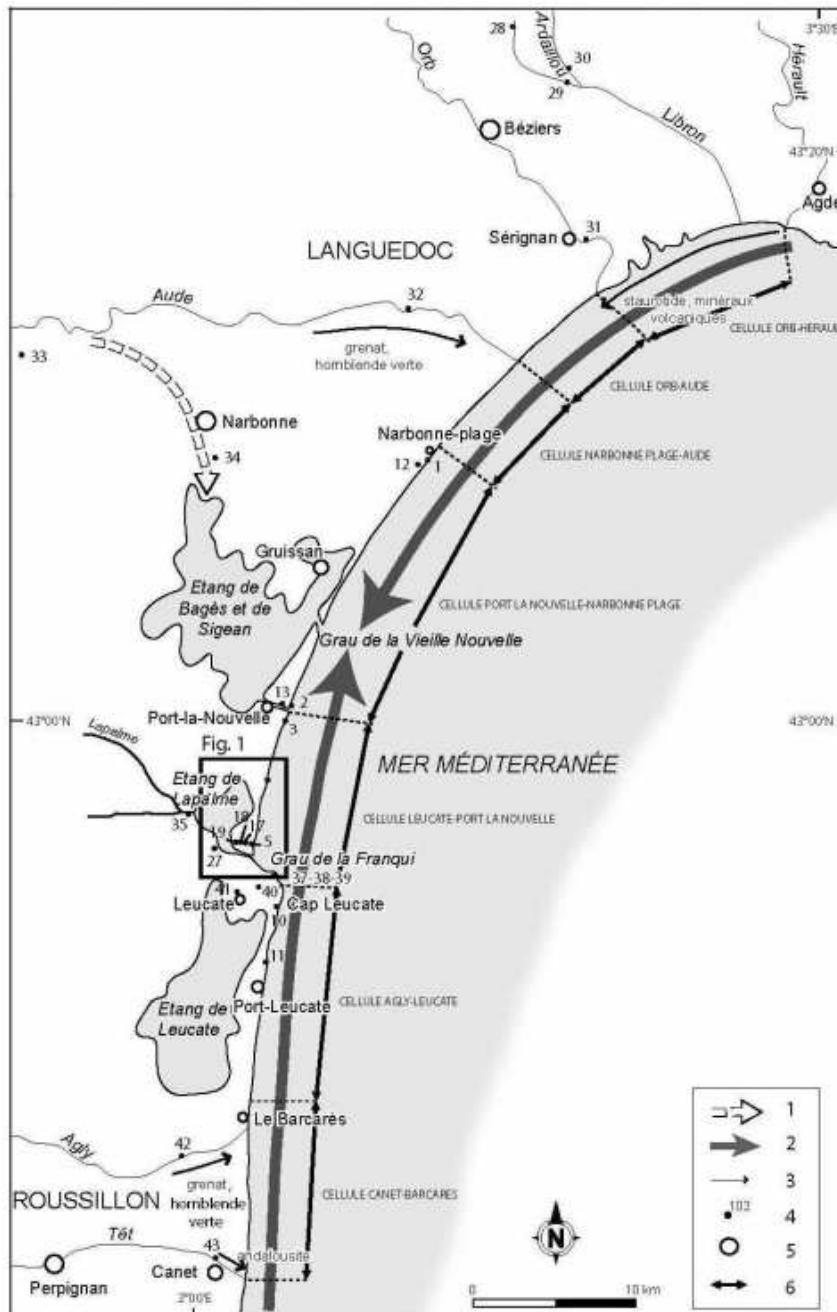 3°30'E
28
Orb
Ardaillou
30
29
Hérault
Béziers
Libron
43°20'N
Agde
Sérignan
31
LANGUEDOC
Aude
32
staurotide, minéraux
volcaniques
CELLULE ORB-HERAULT
33
grenat,
hornblende verte
CELLULE ORB-AUDE
Narbonne
Narbonne-plage
34
12
1
CELLULE NARBONNE PLAGE-AUDE
Gruissan
Etang de
Bages et de
Sigean
CELLULE PORT LA NOUVELLE-NARBONNE PLAGE
Grau de la Vieille Nouvelle
13
2
Port-la-Nouvelle
3
43°00'N
43°00'N
Lapalme
Fig. 1
MER MÉDITERRANÉE
Etang de
Lapalme
35
18
17
19
5
27
CELLULE LEUCATE-PORT LA NOUVELLE
Grau de la Franqui
37-38-39
41
40
Leucate
Cap Leucate
10
11
Port-Leucate
CELLULE AGLY-LEUCATE
Etang de
Leucate
Le Barcarès
Agly
42
grenat,
hornblende
verte
ROUSSILLON
CELLULE CANET-BARCARES
Têt
43
andalousite
Canet
Perpignan
N
0
10 km
1
2
3
102
4
5
6